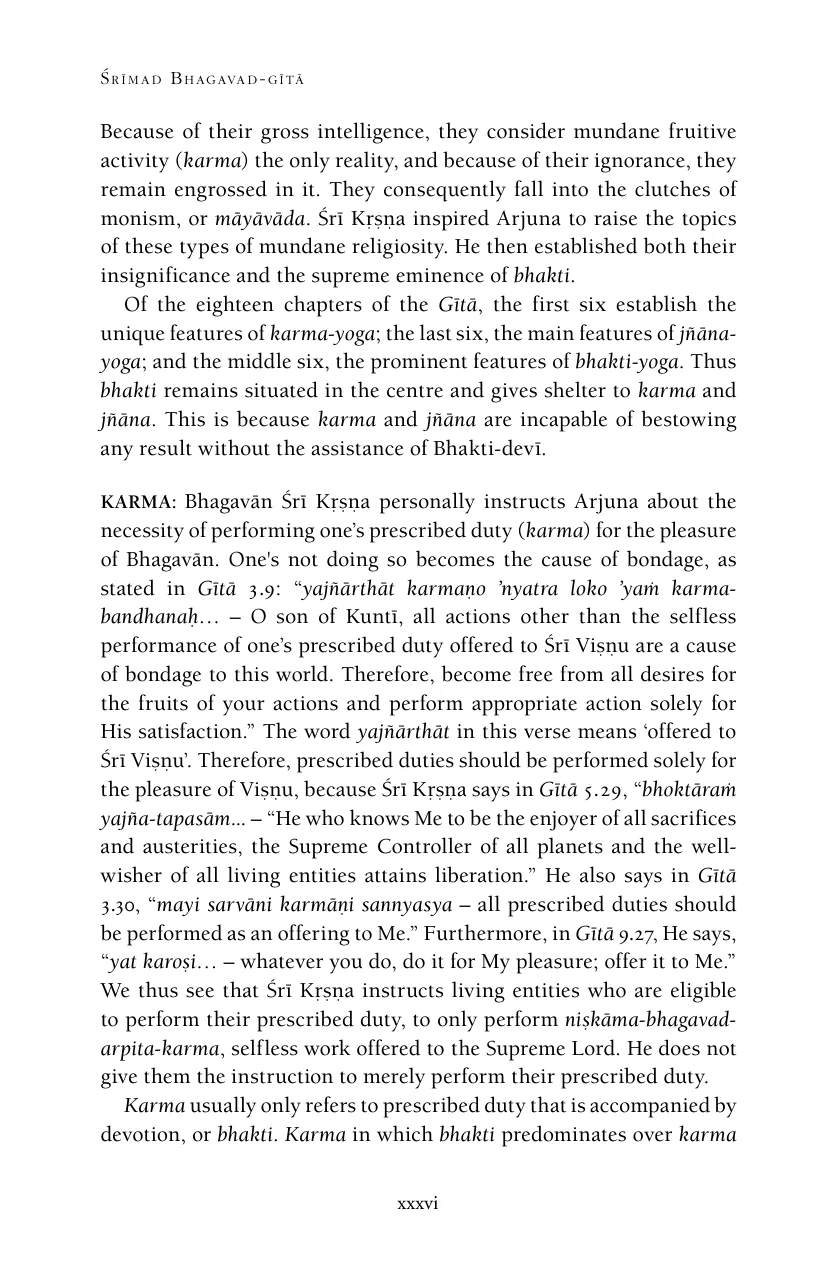 Śrīmad Bhagavad-gītā
Because of their gross intelligence, they consider mundane fruitive
activity (karma) the only reality, and because of their ignorance, they
remain engrossed in it. They consequently fall into the clutches of
monism, or māyāvāda. Śrī Kṛṣṇa inspired Arjuna to raise the topics
of these types of mundane religiosity. He then established both their
insignificance and the supreme eminence of bhakti.
Of the eighteen chapters of the Gītā, the first six establish the
unique features of karma-yoga; the last six, the main features of jñāna-
yoga; and the middle six, the prominent features of bhakti-yoga. Thus
bhakti remains situated in the centre and gives shelter to karma and
jñāna. This is because karma and jñāna are incapable of bestowing
any result without the assistance of Bhakti-devī.
KARMA: Bhagavān Śrī Kṛṣṇa personally instructs Arjuna about the
necessity of performing one’s prescribed duty (karma) for the pleasure
of Bhagavān. One's not doing so becomes the cause of bondage, as
stated in Gītā 3.9: “yajñārthāt karmaṇo ’nyatra loko ’yaṁ karma-
bandhanaḥ… – O son of Kuntī, all actions other than the selfless
performance of one’s prescribed duty offered to Śrī Viṣṇu are a cause
of bondage to this world. Therefore, become free from all desires for
the fruits of your actions and perform appropriate action solely for
His satisfaction.” The word yajñārthāt in this verse means ‘offered to
Śrī Viṣṇu’. Therefore, prescribed duties should be performed solely for
the pleasure of Viṣṇu, because Śrī Kṛṣṇa says in Gītā 5.29, “bhoktāraṁ
yajña-tapasām... – “He who knows Me to be the enjoyer of all sacrifices
and austerities, the Supreme Controller of all planets and the well-
wisher of all living entities attains liberation.” He also says in Gītā
3.30, “mayi sarvāni karmāṇi sannyasya – all prescribed duties should
be performed as an offering to Me.” Furthermore, in Gītā 9.27, He says,
“yat karoṣi… – whatever you do, do it for My pleasure; offer it to Me.”
We thus see that Śrī Kṛṣṇa instructs living entities who are eligible
to perform their prescribed duty, to only perform niṣkāma-bhagavad-
arpita-karma, selfless work offered to the Supreme Lord. He does not
give them the instruction to merely perform their prescribed duty.
Karma usually only refers to prescribed duty that is accompanied by
devotion, or bhakti. Karma in which bhakti predominates over karma
xxxvi